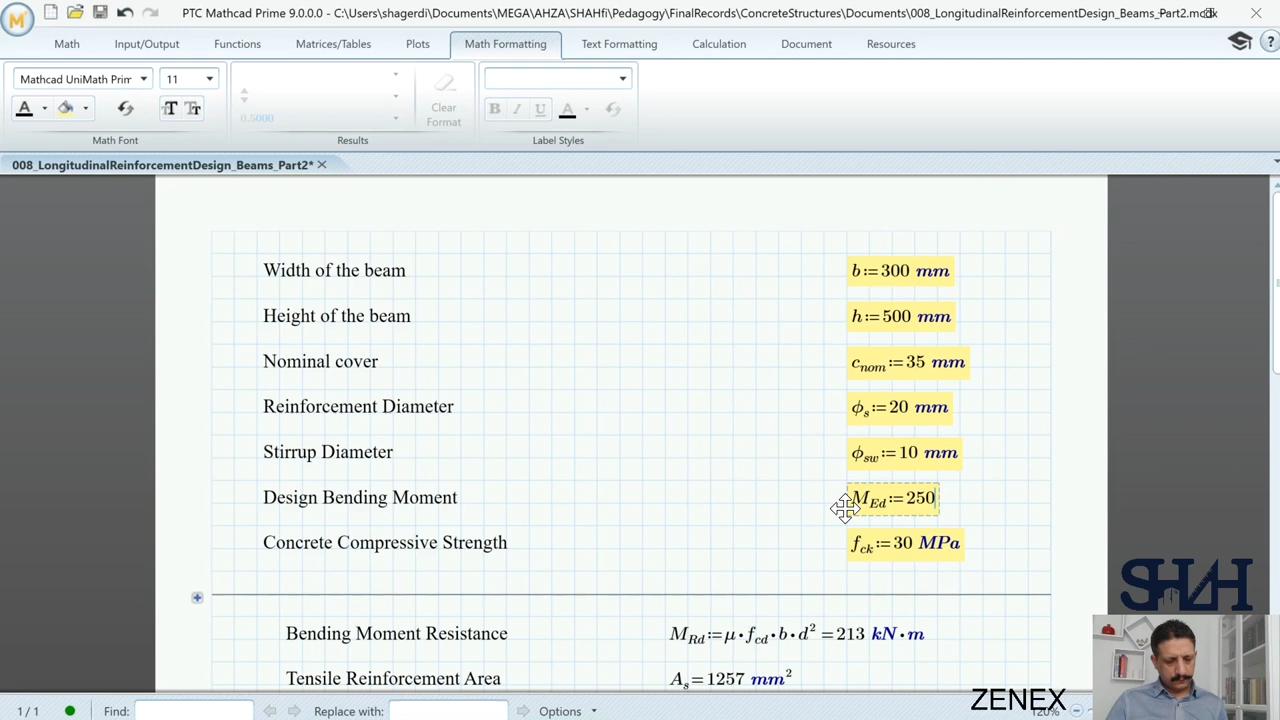 PTC Mathcad Prime 9.0.0.0 - C:\Users\shagerdi\Documents\MEGA\AHZA\SHAHfi\Pedagogy\FinalRecords\ConcreteStructures\Documents\008_LongitudinalReinforcementDesign_Beams_Part2.mcdx
Math Input/Output Functions Matrices/Tables Plots Math Formatting Text Formatting Calculation Document Resources
Mathcad UniMath Prim 11
Clear Format
0.5000
Math Font Results Label Styles
008_LongitudinalReinforcementDesign_Beams_Part2*
Width of the beam b:=300 mm
Height of the beam h:=500 mm
Nominal cover c_nom:=35 mm
Reinforcement Diameter ϕ_s:=20 mm
Stirrup Diameter ϕ_sw:=10 mm
Design Bending Moment M_Ed:=250
Concrete Compressive Strength f_ck:=30 MPa
Bending Moment Resistance M_Rd:=μ·f_cd·b·d²=213 kN·m
Tensile Reinforcement Area A_s=1257 mm²
SHZH
ZENEX
1 / 1 Find: Replace with: Options 120%